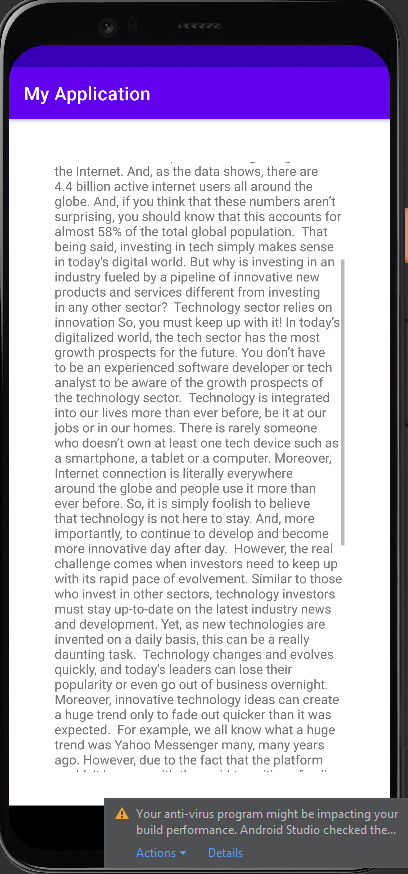 My Application
the Internet. And, as the data shows, there are
4.4 billion active internet users all around the
globe. And, if you think that these numbers aren't
surprising, you should know that this accounts for
almost 58% of the total global population.  That
being said, investing in tech simply makes sense
in today's digital world. But why is investing in an
industry fueled by a pipeline of innovative new
products and services different from investing
in any other sector?  Technology sector relies on
innovation So, you must keep up with it! In today's
digitalized world, the tech sector has the most
growth prospects for the future. You don't have
to be an experienced software developer or tech
analyst to be aware of the growth prospects of
the technology sector.  Technology is integrated
into our lives more than ever before, be it at our
jobs or in our homes. There is rarely someone
who doesn't own at least one tech device such as
a smartphone, a tablet or a computer. Moreover,
Internet connection is literally everywhere
around the globe and people use it more than
ever before. So, it is simply foolish to believe
that technology is not here to stay. And, more
importantly, to continue to develop and become
more innovative day after day.  However, the real
challenge comes when investors need to keep up
with its rapid pace of evolvement. Similar to those
who invest in other sectors, technology investors
must stay up-to-date on the latest industry news
and development. Yet, as new technologies are
invented on a daily basis, this can be a really
daunting task.  Technology changes and evolves
quickly, and today's leaders can lose their
popularity or even go out of business overnight.
Moreover, innovative technology ideas can create
a huge trend only to fade out quicker than it was
expected.  For example, we all know what a huge
trend was Yahoo Messenger many, many years
ago. However, due to the fact that the platform
Your anti-virus program might be impacting your
build performance. Android Studio checked the...
Actions Details